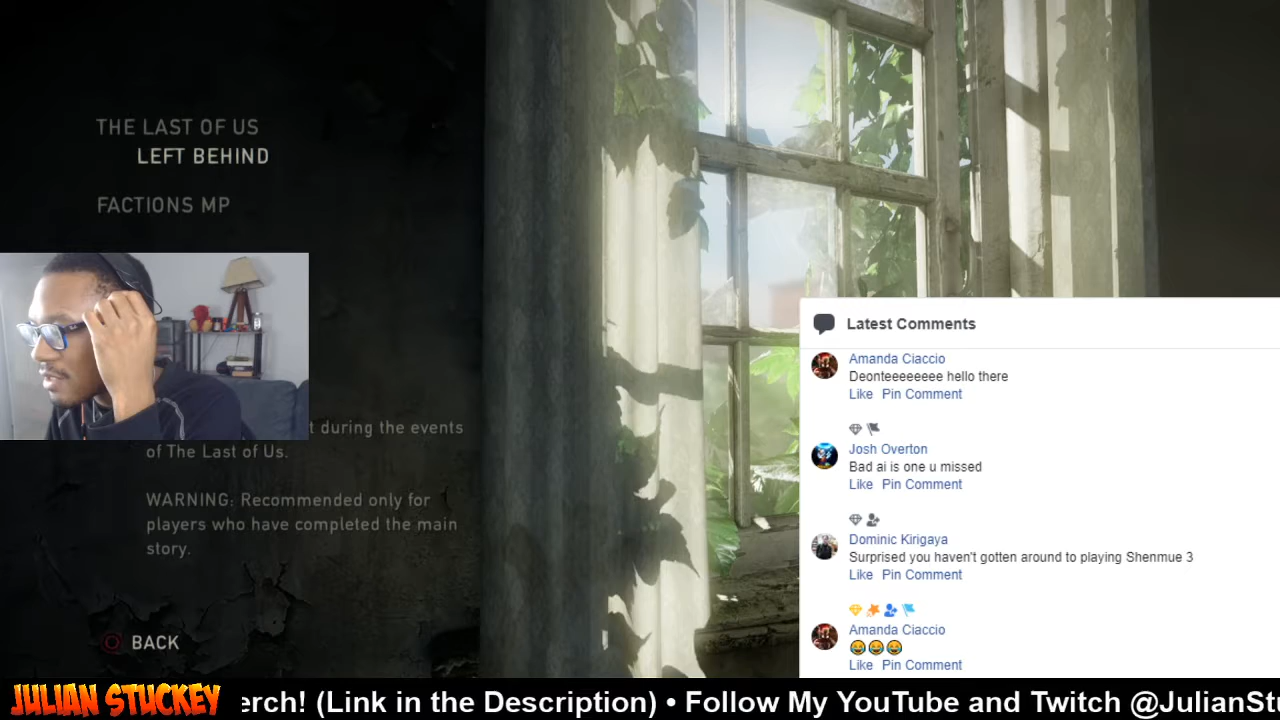 THE LAST OF US
LEFT BEHIND
FACTIONS MP
t during the events
of The Last of Us.
WARNING: Recommended only for
players who have completed the main
story.
BACK
Latest Comments
Amanda Ciaccio
Deonteeeeeeee hello there
Like Pin Comment
Josh Overton
Bad ai is one u missed
Like Pin Comment
Dominic Kirigaya
Surprised you haven't gotten around to playing Shenmue 3
Like Pin Comment
Amanda Ciaccio
😂😂😂
Like Pin Comment
JULIAN STUCKEY erch! (Link in the Description) • Follow My YouTube and Twitch @JulianStu